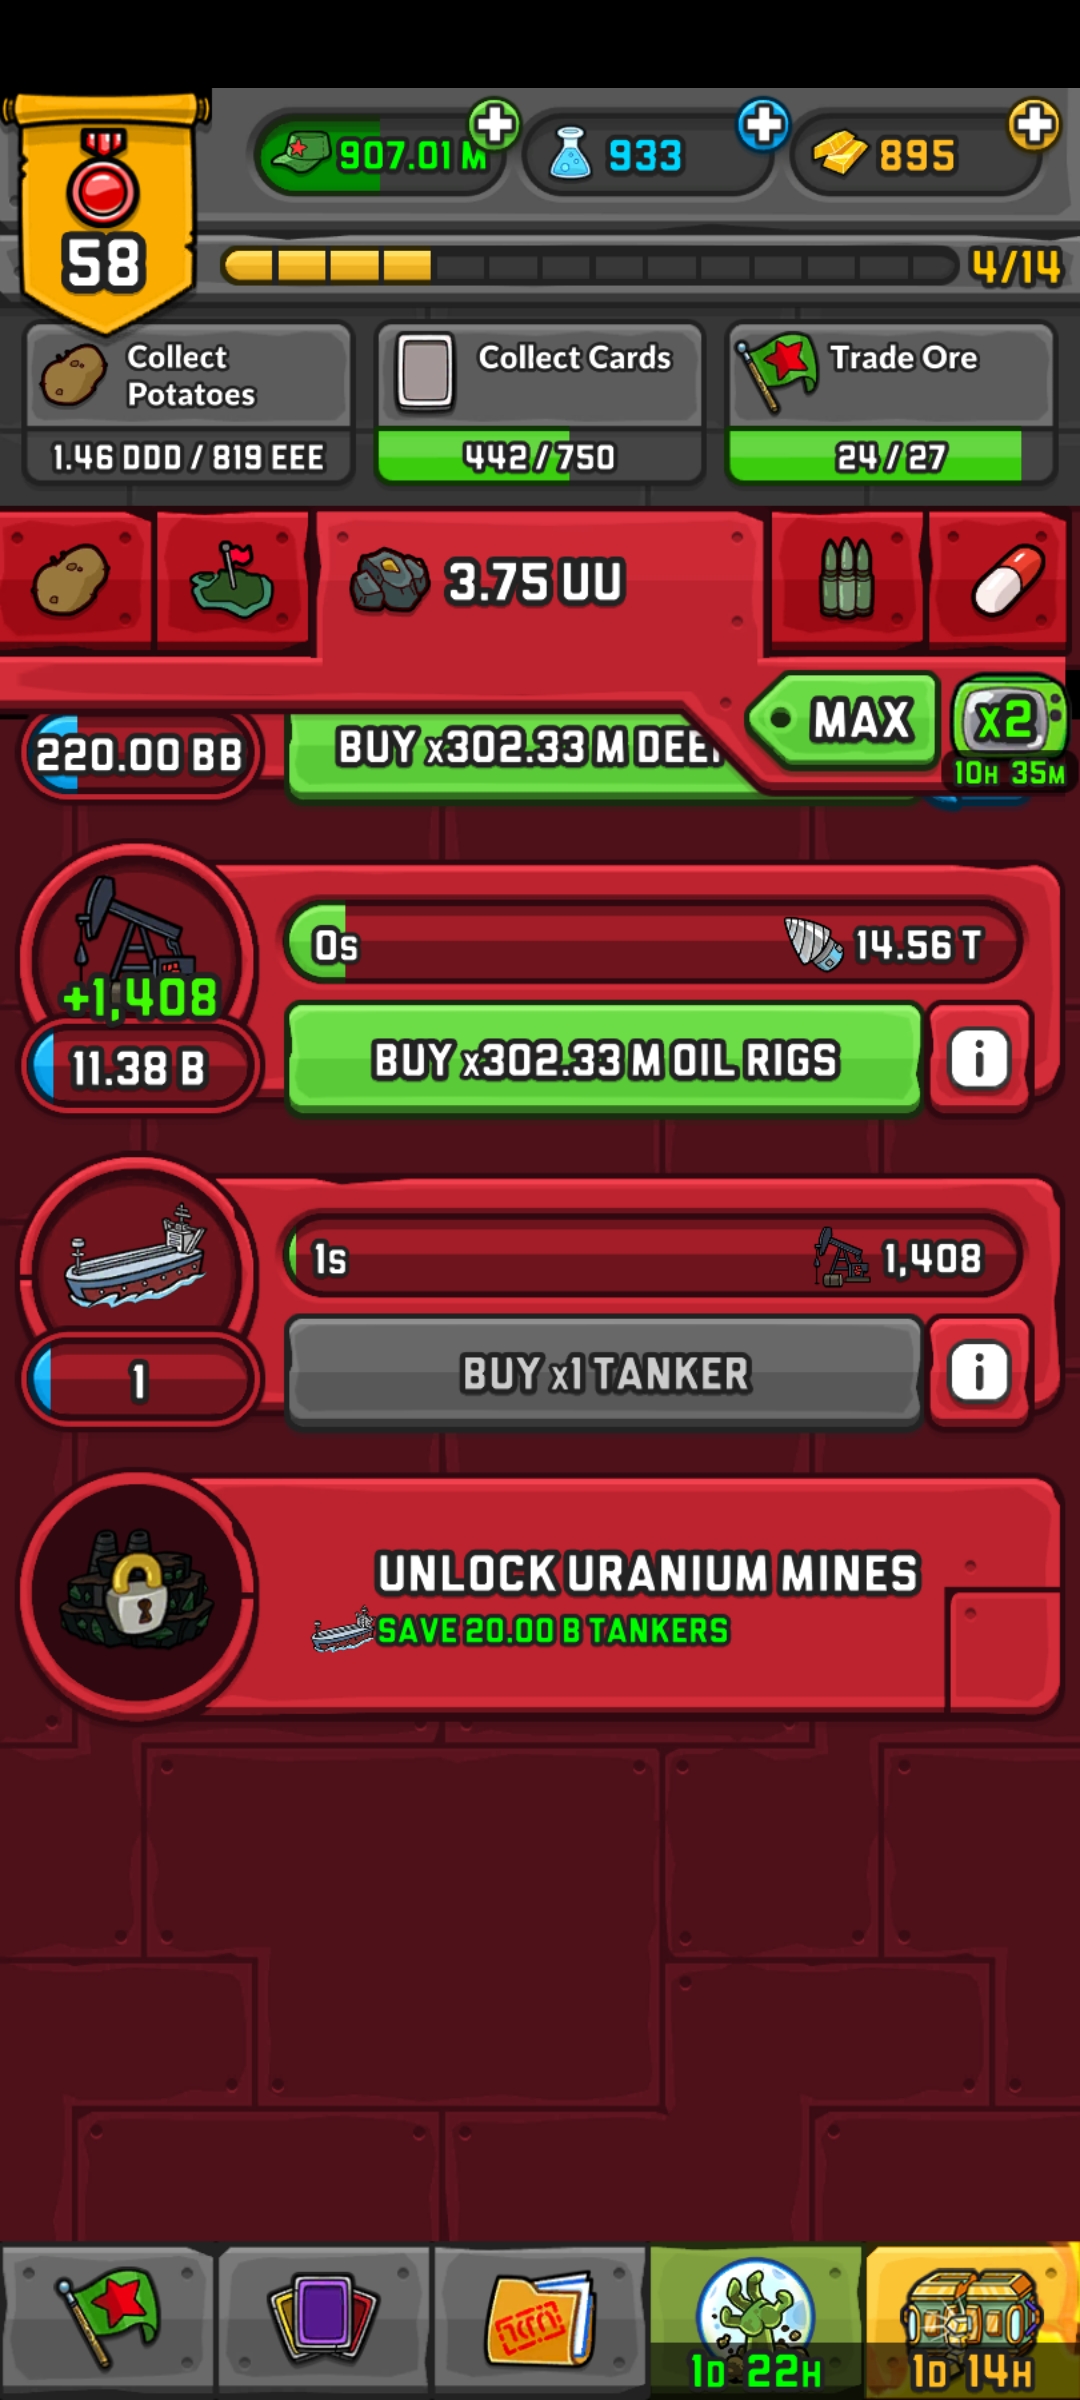 907.01 M
933
895
58
4/14
Collect
Potatoes
1.46 DDD / 819 EEE
Collect Cards
442/750
Trade Ore
24/27
3.75 UU
MAX
x2
10H 35M
220.00 BB
BUY x302.33 M DEE
0s
14.56 T
+1,408
11.38 B
BUY x302.33 M OIL RIGS
i
1s
1,408
1
BUY x1 TANKER
i
UNLOCK URANIUM MINES
SAVE 20.00 B TANKERS
1D 22H
1D 14H